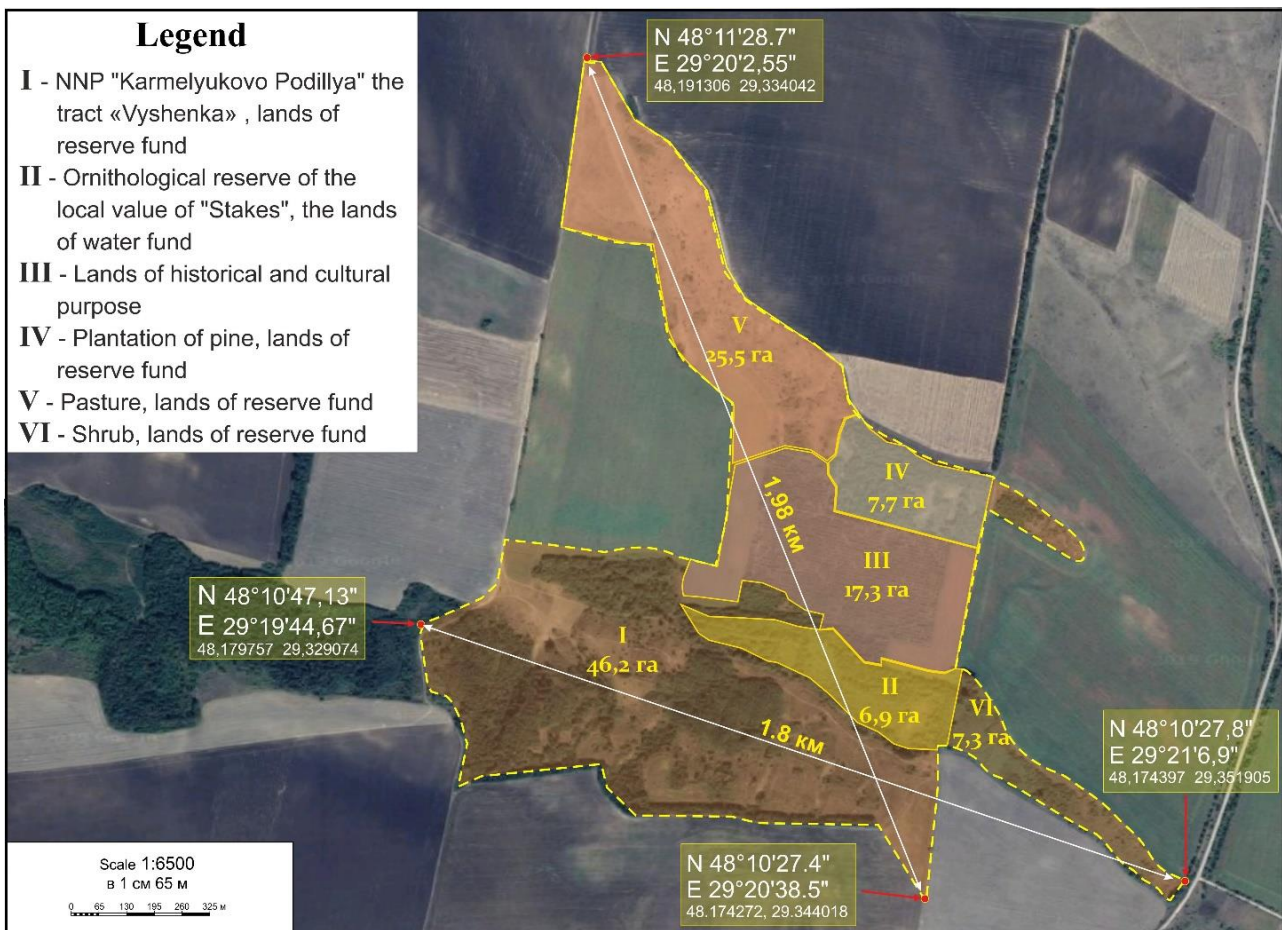 Legend
I - NNP "Karmelyukovo Podillya" the
tract «Vyshenka» , lands of
reserve fund
II - Ornithological reserve of the
local value of "Stakes", the lands
of water fund
III - Lands of historical and cultural
purpose
IV - Plantation of pine, lands of
reserve fund
V - Pasture, lands of reserve fund
VI - Shrub, lands of reserve fund
N 48°11'28.7"
E 29°20'2,55"
48,191306 29,334042
V
25,5 га
IV
7,7 га
1,98 км
III
17,3 га
N 48°10'47,13"
E 29°19'44,67"
48,179757 29,329074
I
46,2 га
II
6,9 га
VI
7,3 га
1.8 км
N 48°10'27,8"
E 29°21'6,9"
48,174397 29,351905
N 48°10'27.4"
E 29°20'38.5"
48.174272, 29.344018
Scale 1:6500
в 1 см 65 м
0 65 130 195 260 325 м